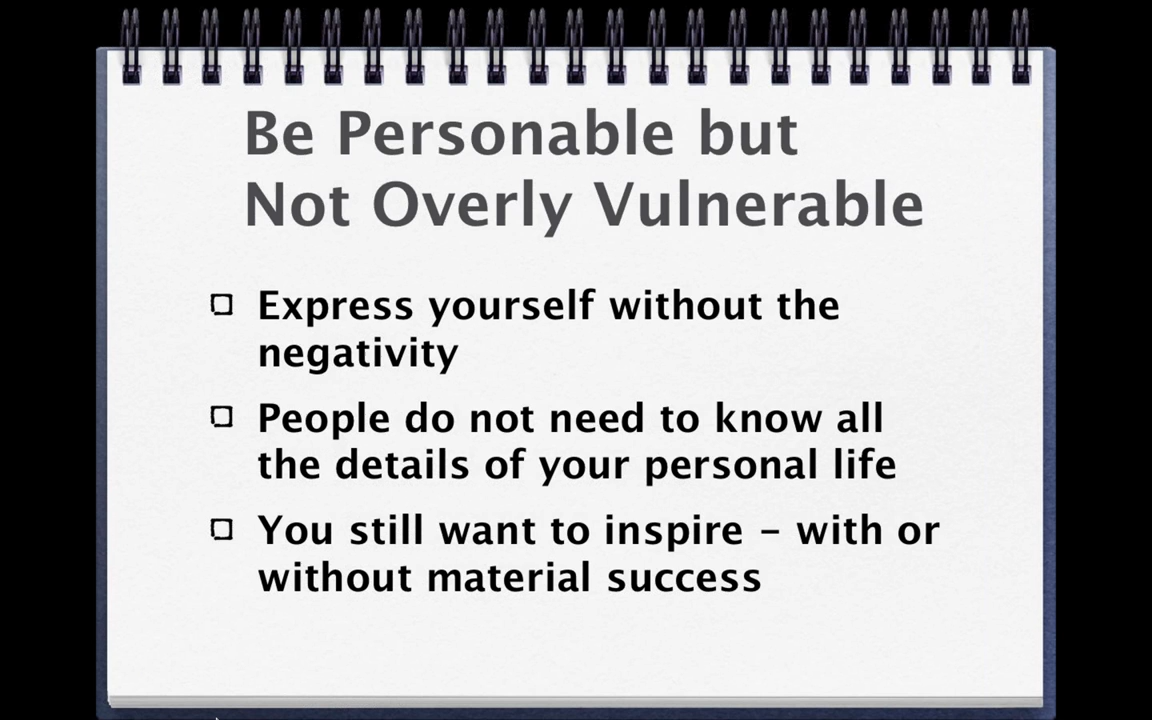 Be Personable but
Not Overly Vulnerable
Express yourself without the
negativity
People do not need to know all
the details of your personal life
You still want to inspire – with or
without material success